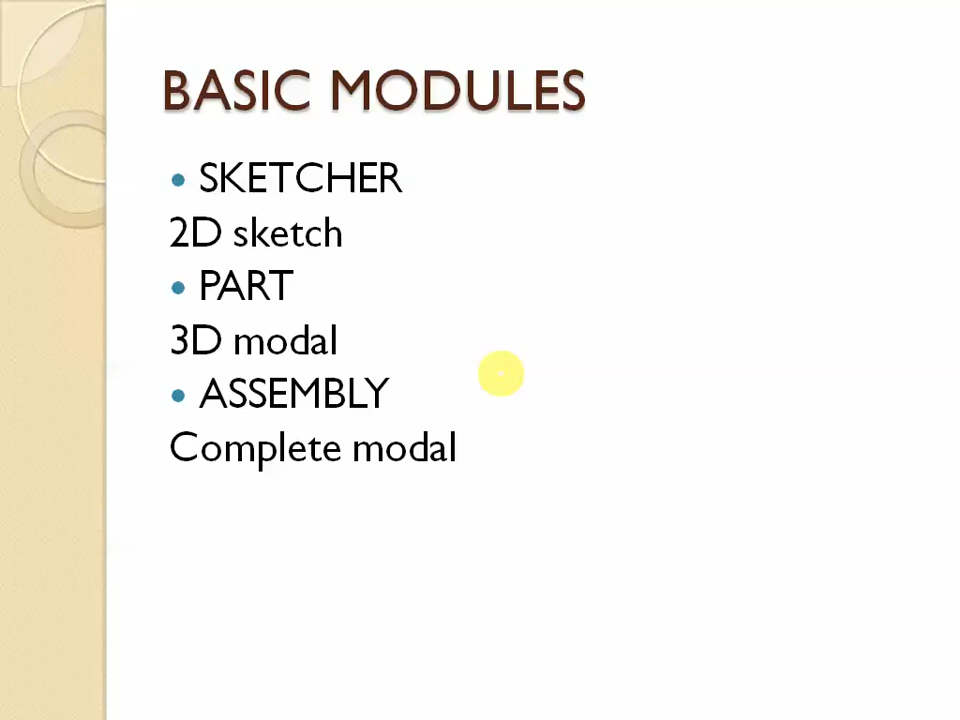 BASIC MODULES
• SKETCHER
2D sketch
• PART
3D modal
• ASSEMBLY
Complete modal